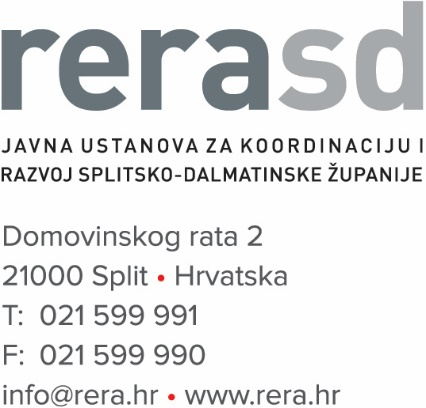 rerasd
JAVNA USTANOVA ZA KOORDINACIJU I
RAZVOJ SPLITSKO-DALMATINSKE ŽUPANIJE
Domovinskog rata 2
21000 Split • Hrvatska
T: 021 599 991
F: 021 599 990
info@rera.hr • www.rera.hr